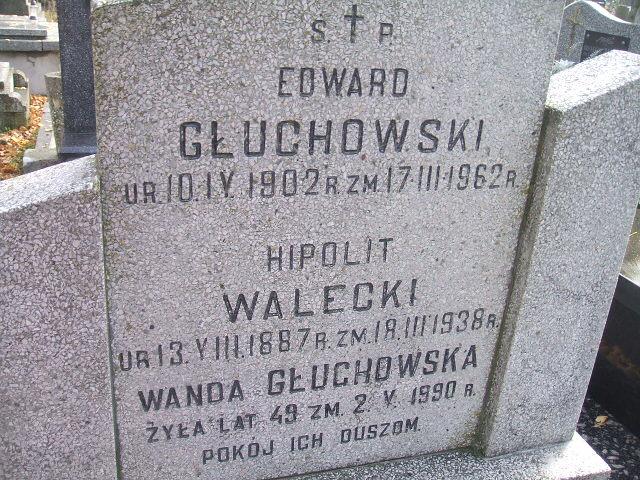 Ś. P.
EDWARD
GŁUCHOWSKI
UR. 10.IV. 1902 R. ZM. 17.III.1962 R.
HIPOLIT
WALECKI
UR 13.VIII.1887 R. ZM. 18.III.1938 R.
WANDA GŁUCHOWSKA
ŻYŁA LAT 49 ZM. 2. V. 1990 R.
POKÓJ ICH DUSZOM.